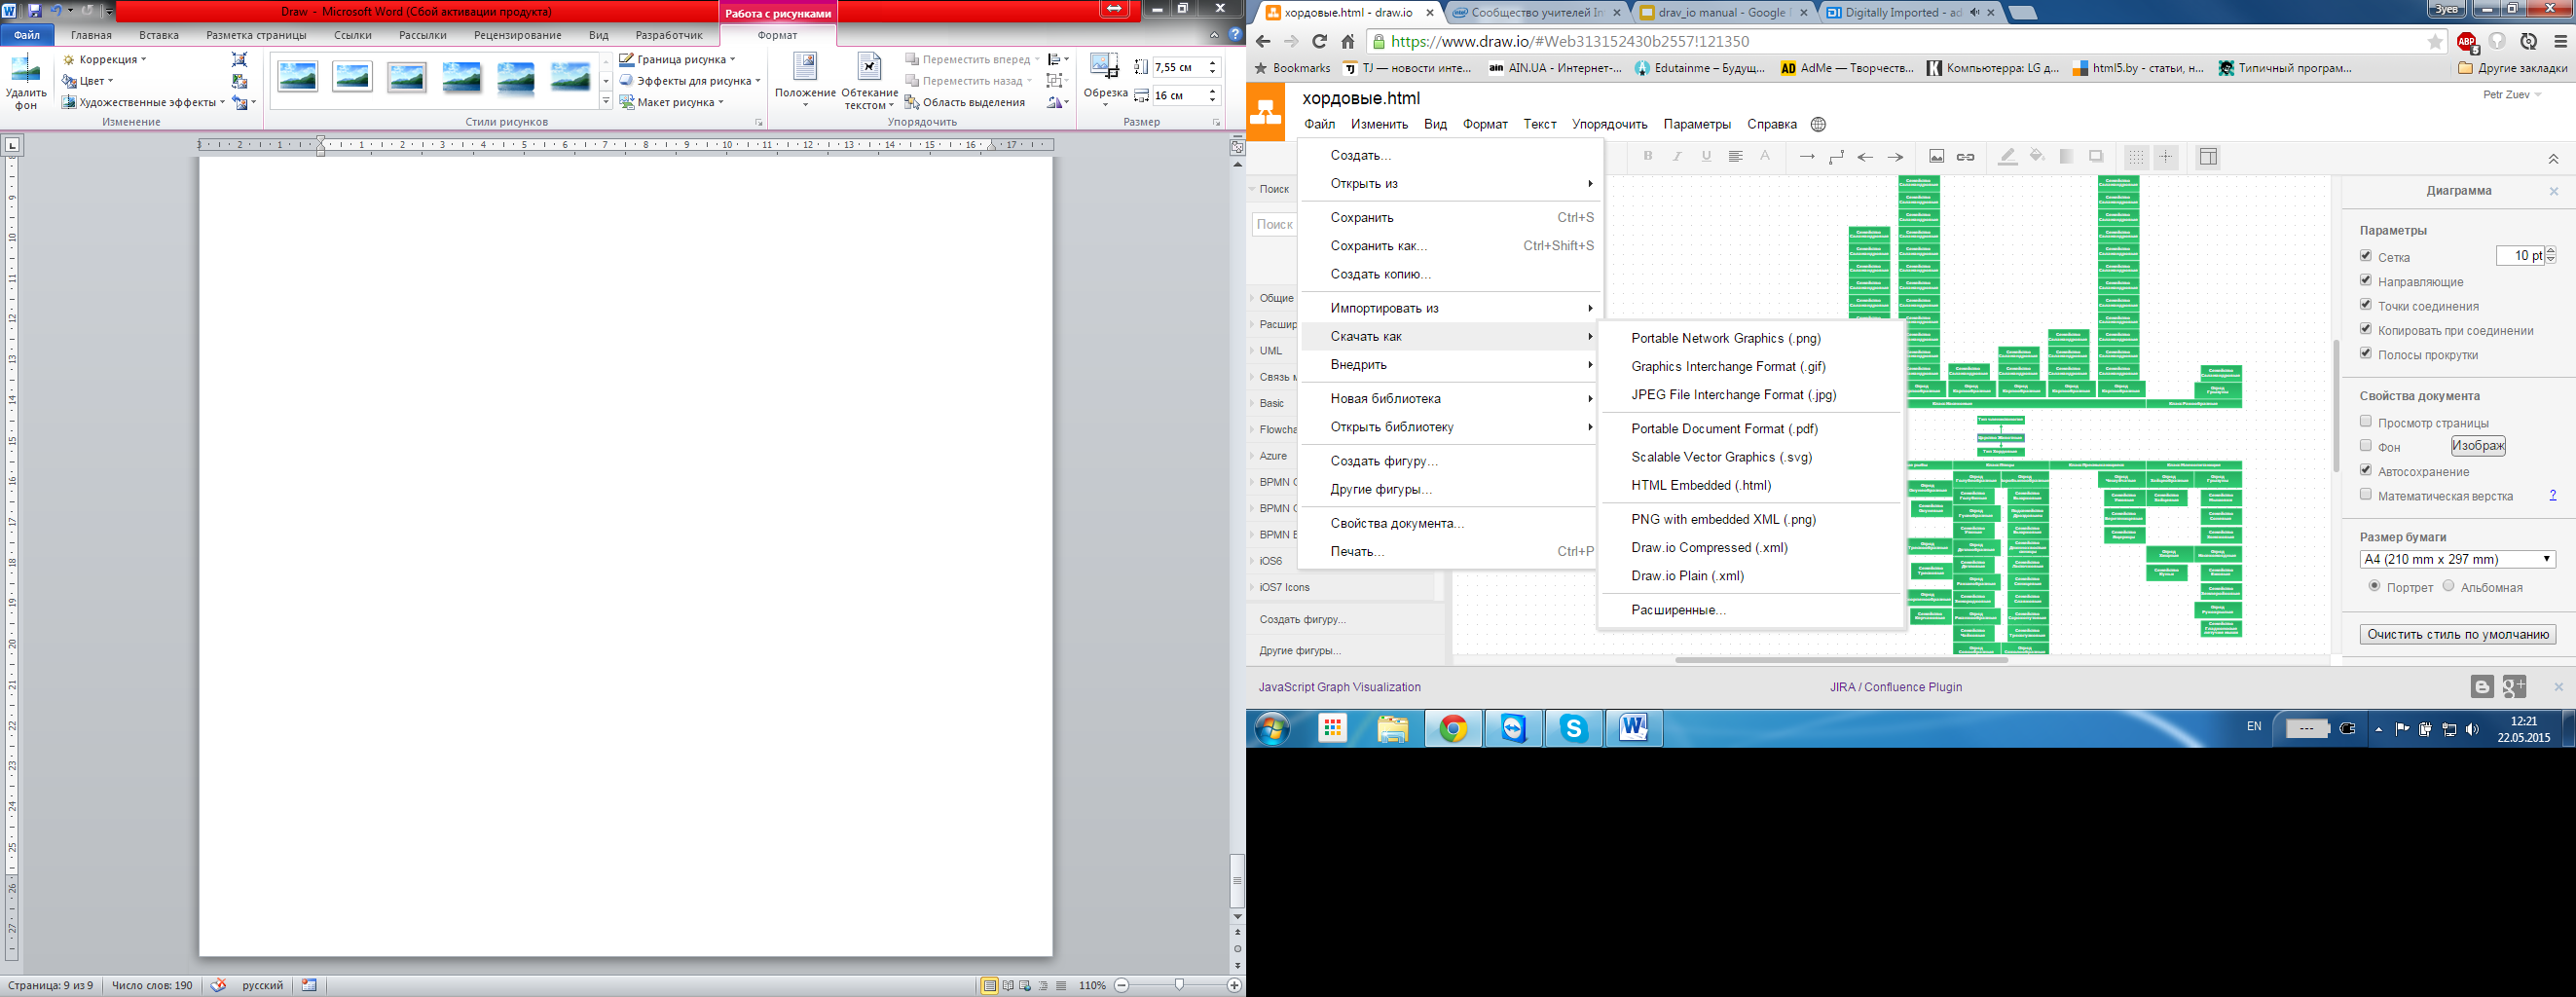 Draw - Microsoft Word (Сбой активации продукта)
Работа с рисунками
Файл
Главная
Вставка
Разметка страницы
Ссылки
Рассылки
Рецензирование
Вид
Разработчик
Формат
Удалить фон
Коррекция
Цвет
Художественные эффекты
Изменение
Стили рисунков
Граница рисунка
Эффекты для рисунка
Макет рисунка
Положение
Обтекание текстом
Переместить вперед
Переместить назад
Область выделения
Упорядочить
Обрезка
7,55 см
16 см
Размер
Страница: 9 из 9
Число слов: 190
русский
110%
хордовые.html - draw.io
Сообщество учителей In
drav_io manual - Google
Digitally Imported - ad
Зуев
https://www.draw.io/#Web313152430b2557!121350
Bookmarks
TJ — новости инте...
AIN.UA - Интернет-...
Edutainme – Будущ...
AdMe — Творчеств...
Компьютерра: LG д...
html5.by - статьи, н...
Типичный програм...
Другие закладки
хордовые.html
Petr Zuev
Файл
Изменить
Вид
Формат
Текст
Упорядочить
Параметры
Справка
Поиск
Поиск
Общие
Расшир
UML
Связь м
Basic
Flowcha
Azure
BPMN G
BPMN G
BPMN E
iOS6
iOS7 Icons
Создать фигуру...
Другие фигуры...
Создать...
Открыть из
Сохранить Ctrl+S
Сохранить как... Ctrl+Shift+S
Создать копию...
Импортировать из
Скачать как
Внедрить
Новая библиотека
Открыть библиотеку
Создать фигуру...
Другие фигуры...
Свойства документа...
Печать... Ctrl+P
Portable Network Graphics (.png)
Graphics Interchange Format (.gif)
JPEG File Interchange Format (.jpg)
Portable Document Format (.pdf)
Scalable Vector Graphics (.svg)
HTML Embedded (.html)
PNG with embedded XML (.png)
Draw.io Compressed (.xml)
Draw.io Plain (.xml)
Расширенные...
Диаграмма
Параметры
Сетка 10 pt
Направляющие
Точки соединения
Копировать при соединении
Полосы прокрутки
Свойства документа
Просмотр страницы
Фон Изображ
Автосохранение
Математическая верстка ?
Размер бумаги
A4 (210 mm x 297 mm)
Портрет Альбомная
Очистить стиль по умолчанию
JavaScript Graph Visualization
JIRA / Confluence Plugin
EN
12:21
22.05.2015